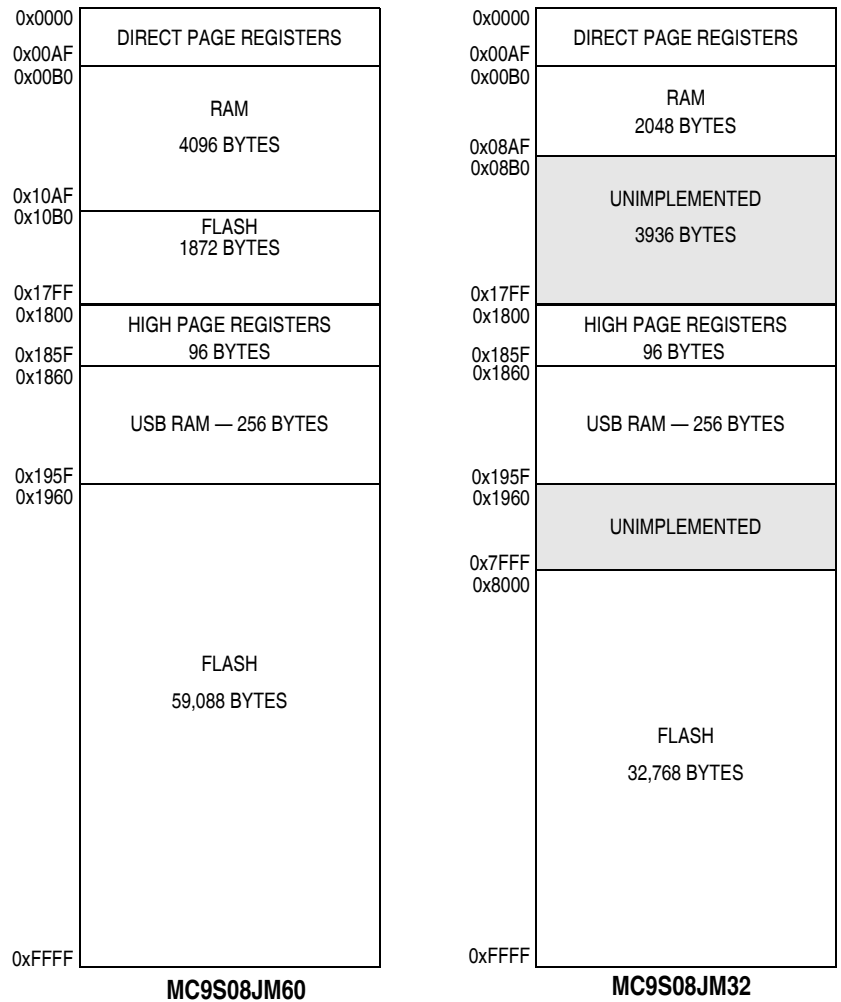 0x0000
DIRECT PAGE REGISTERS
0x00AF
0x00B0
RAM
4096 BYTES
0x10AF
0x10B0
FLASH
1872 BYTES
0x17FF
0x1800
HIGH PAGE REGISTERS
96 BYTES
0x185F
0x1860
USB RAM — 256 BYTES
0x195F
0x1960
FLASH
59,088 BYTES
0xFFFF
MC9S08JM60
0x0000
DIRECT PAGE REGISTERS
0x00AF
0x00B0
RAM
2048 BYTES
0x08AF
0x08B0
UNIMPLEMENTED
3936 BYTES
0x17FF
0x1800
HIGH PAGE REGISTERS
96 BYTES
0x185F
0x1860
USB RAM — 256 BYTES
0x195F
0x1960
UNIMPLEMENTED
0x7FFF
0x8000
FLASH
32,768 BYTES
0xFFFF
MC9S08JM32